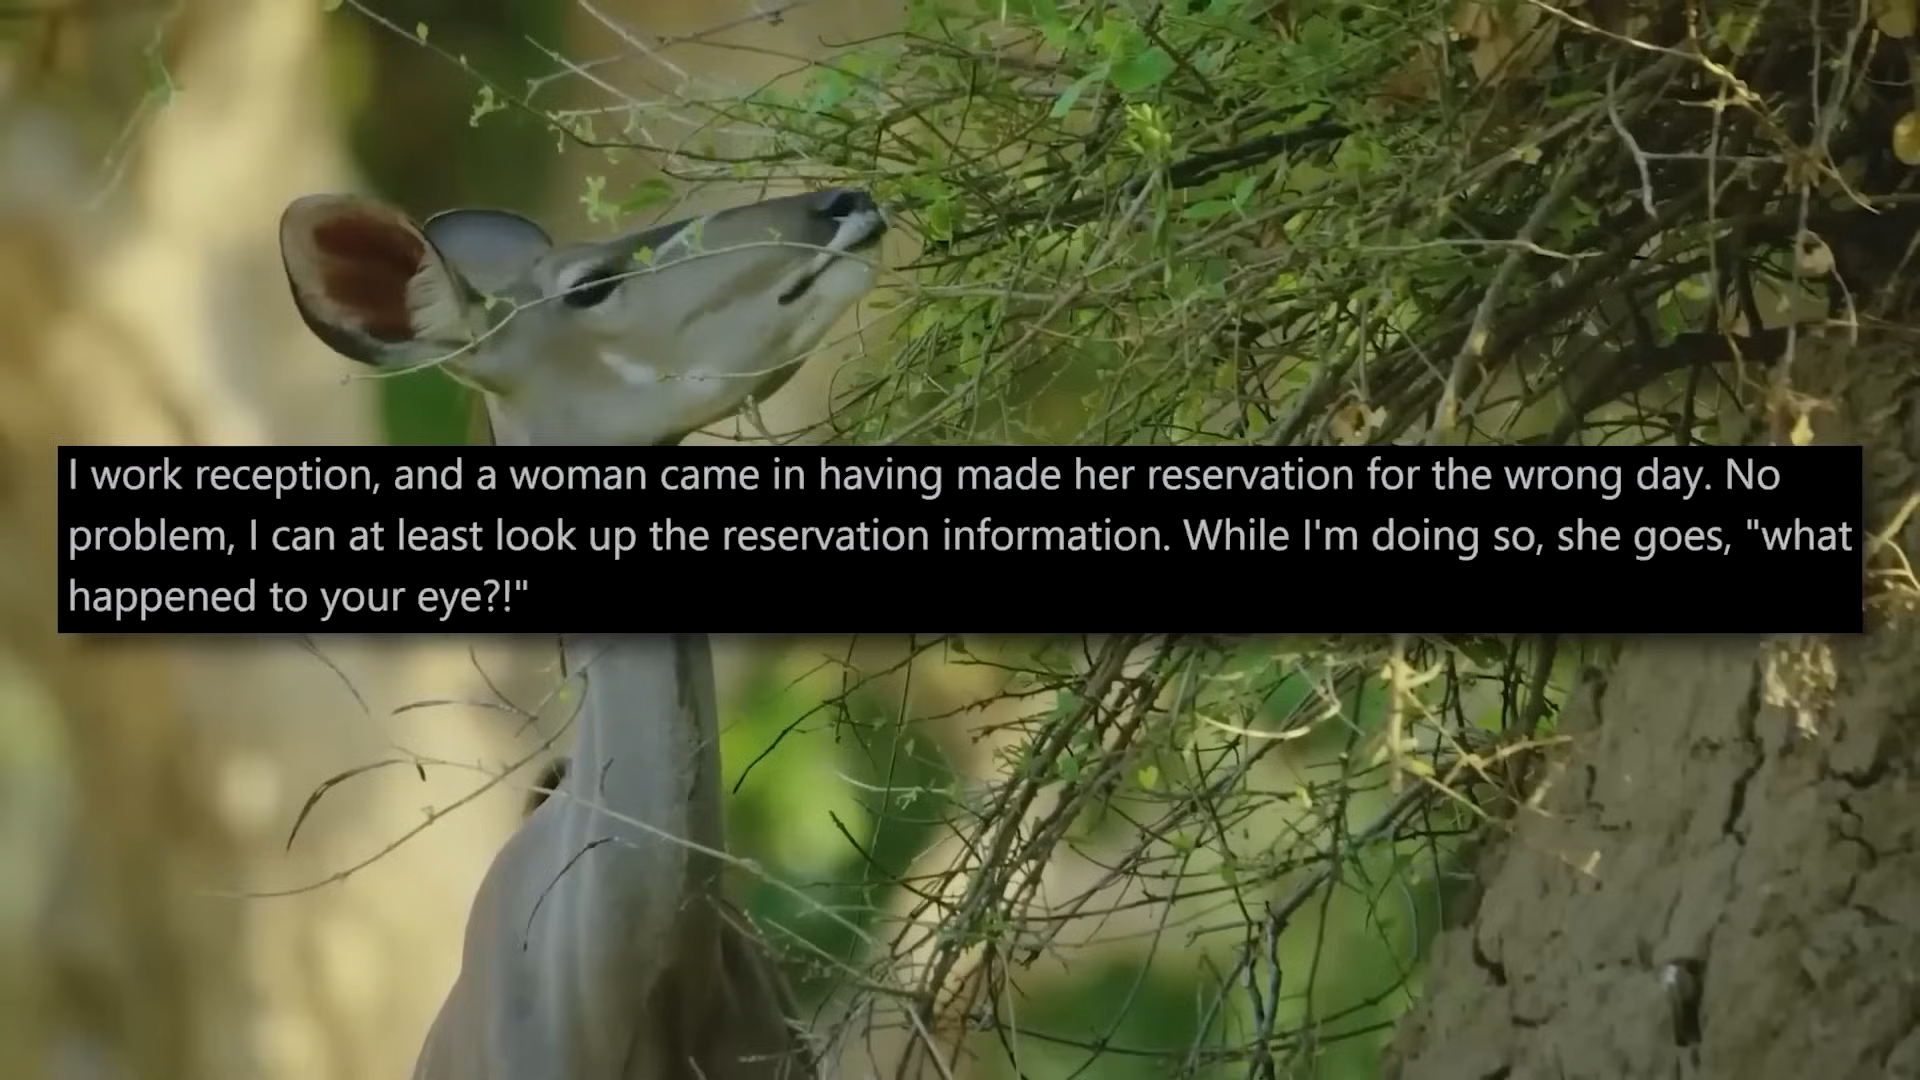 I work reception, and a woman came in having made her reservation for the wrong day. No
problem, I can at least look up the reservation information. While I'm doing so, she goes, "what
happened to your eye?!"